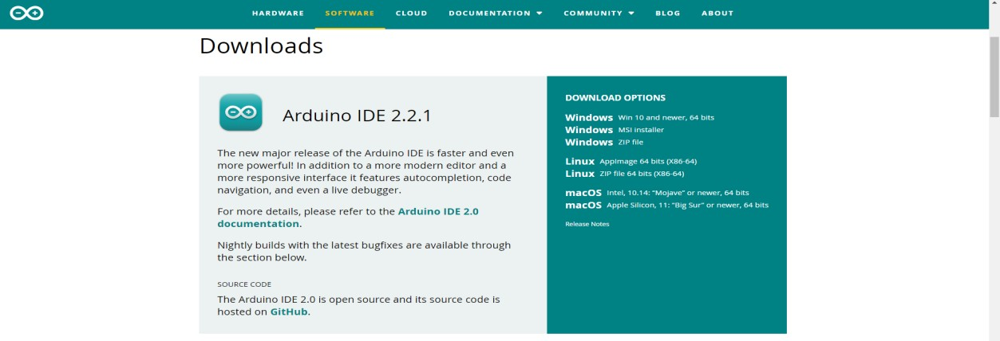 HARDWARE SOFTWARE CLOUD DOCUMENTATION COMMUNITY BLOG ABOUT
Downloads
Arduino IDE 2.2.1
The new major release of the Arduino IDE is faster and even
more powerful! In addition to a more modern editor and a
more responsive interface it features autocompletion, code
navigation, and even a live debugger.
For more details, please refer to the Arduino IDE 2.0
documentation.
Nightly builds with the latest bugfixes are available through
the section below.
SOURCE CODE
The Arduino IDE 2.0 is open source and its source code is
hosted on GitHub.
DOWNLOAD OPTIONS
Windows Win 10 and newer, 64 bits
Windows MSI installer
Windows ZIP file
Linux AppImage 64 bits (X86-64)
Linux ZIP file 64 bits (X86-64)
macOS Intel, 10.14: “Mojave” or newer, 64 bits
macOS Apple Silicon, 11: “Big Sur” or newer, 64 bits
Release Notes